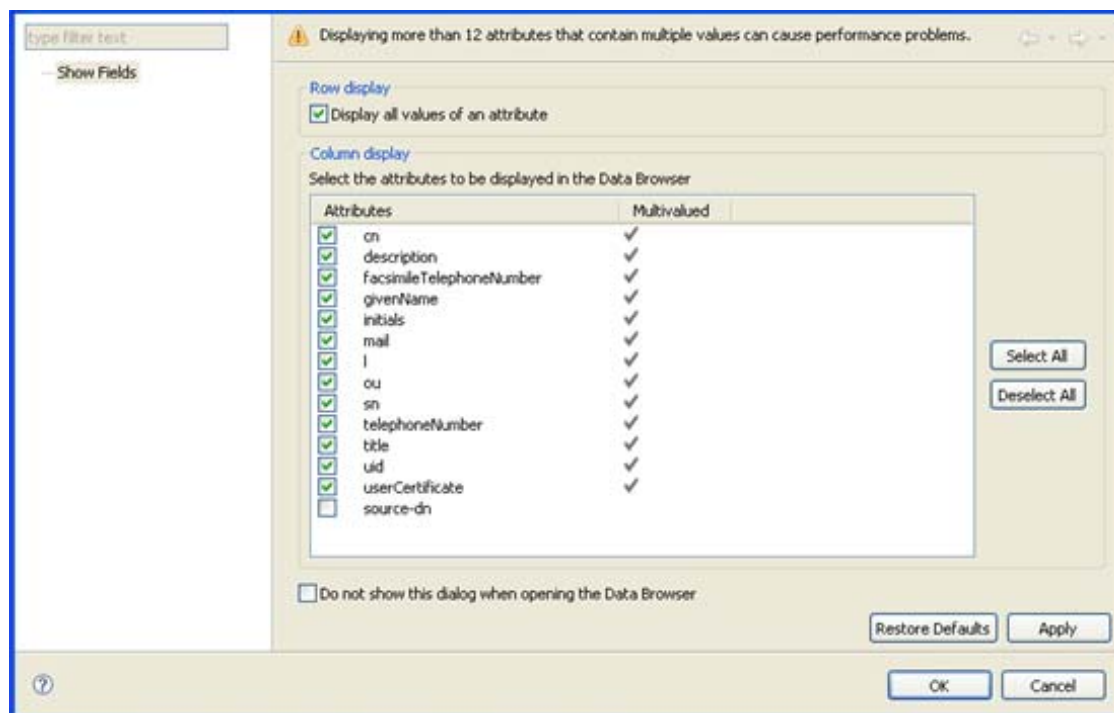 type filter text
Displaying more than 12 attributes that contain multiple values can cause performance problems.
Show Fields
Row display
Display all values of an attribute
Column display
Select the attributes to be displayed in the Data Browser
Attributes Multivalued
cn
description
facsimileTelephoneNumber
givenName
initials
mail
l
ou
sn
telephoneNumber
title
uid
userCertificate
source-dn
Select All
Deselect All
Do not show this dialog when opening the Data Browser
Restore Defaults Apply
? OK Cancel